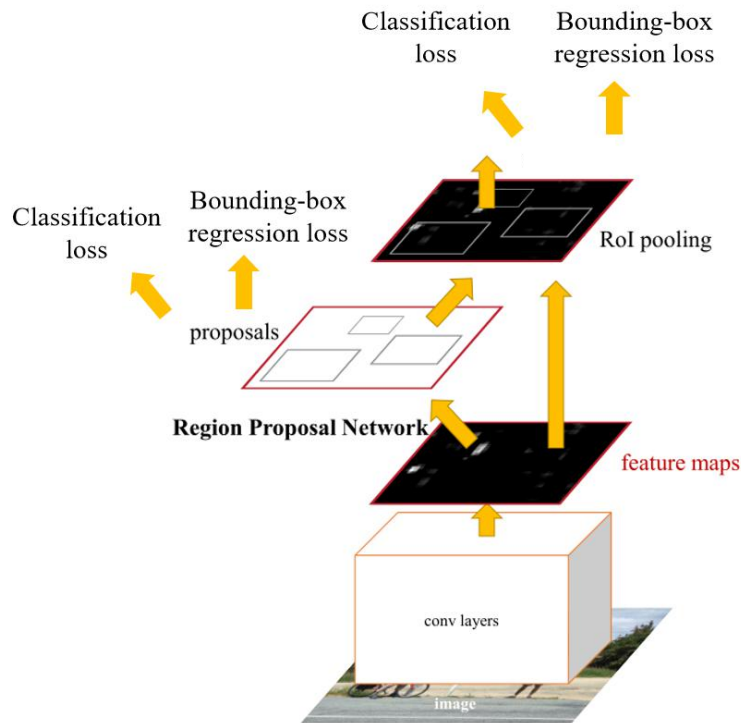 Classification
loss
Bounding-box
regression loss
Classification
loss
Bounding-box
regression loss
RoI pooling
proposals
Region Proposal Network
feature maps
conv layers
image